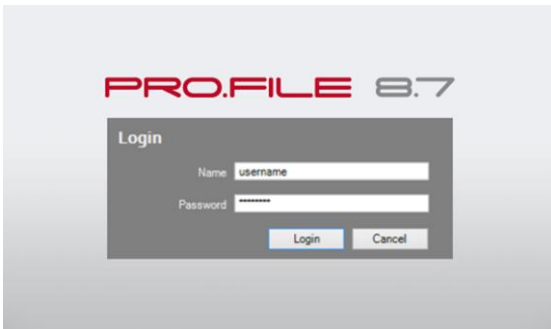 PRO.FILE 8.7
Login
Name username
Password ********
Login Cancel